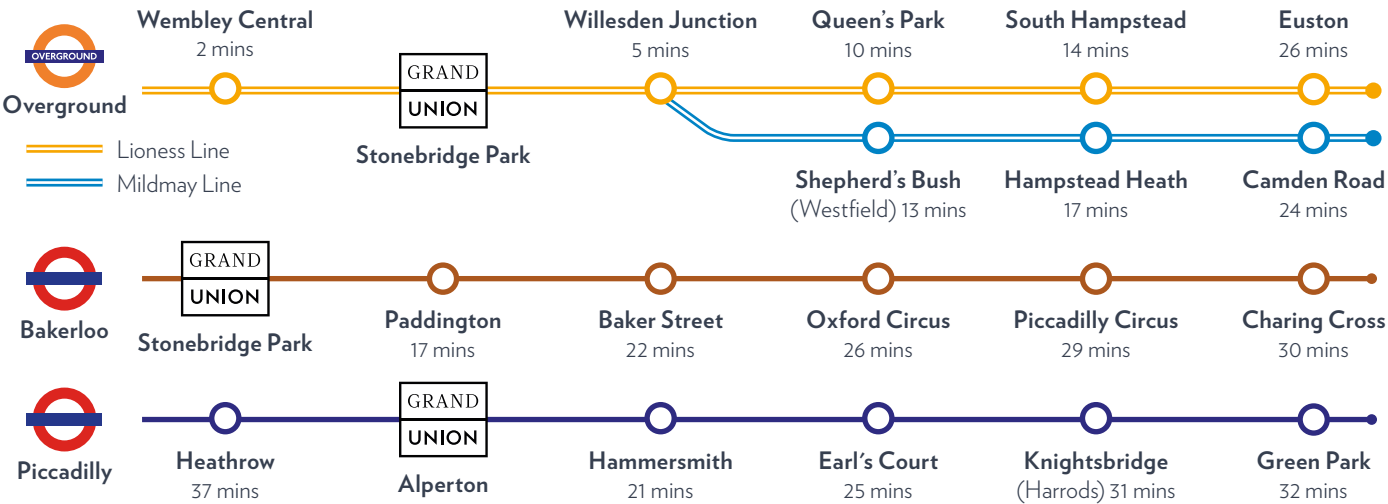 Wembley Central
2 mins
Willesden Junction
5 mins
Queen's Park
10 mins
South Hampstead
14 mins
Euston
26 mins
OVERGROUND
Overground
GRAND
UNION
Stonebridge Park
Lioness Line
Mildmay Line
Shepherd's Bush
(Westfield) 13 mins
Hampstead Heath
17 mins
Camden Road
24 mins
Bakerloo
GRAND
UNION
Stonebridge Park
Paddington
17 mins
Baker Street
22 mins
Oxford Circus
26 mins
Piccadilly Circus
29 mins
Charing Cross
30 mins
Piccadilly
Heathrow
37 mins
GRAND
UNION
Alperton
Hammersmith
21 mins
Earl's Court
25 mins
Knightsbridge
(Harrods) 31 mins
Green Park
32 mins